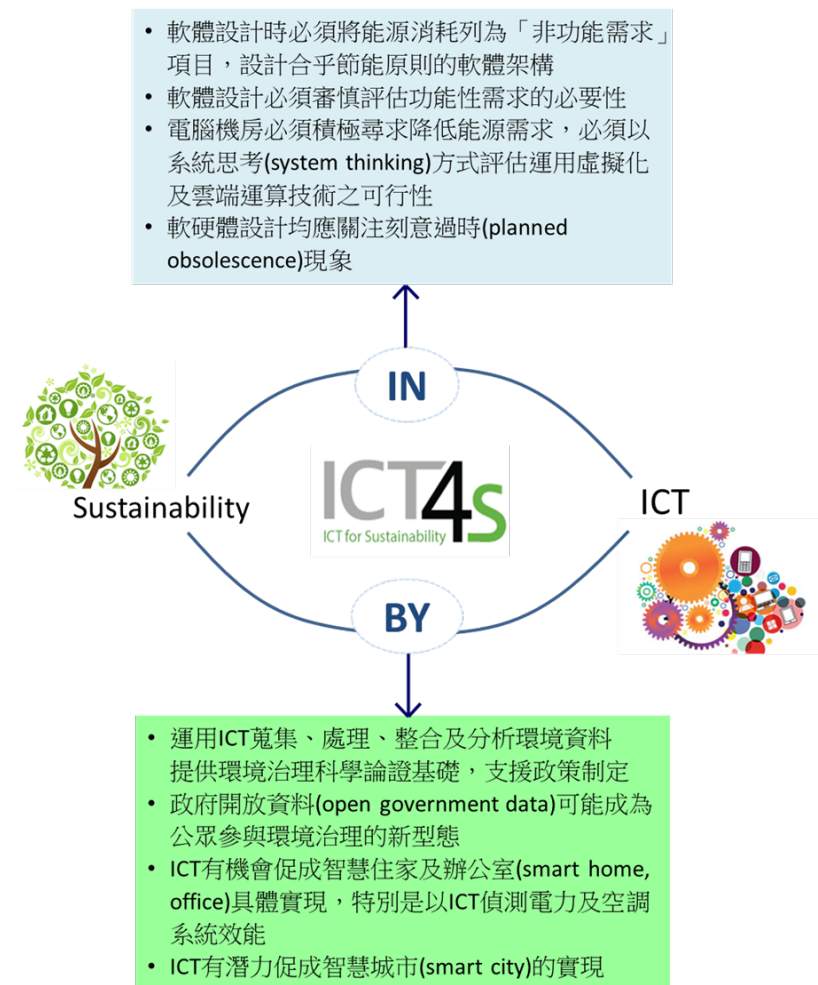 • 軟體設計時必須將能源消耗列為「非功能需求」
項目，設計合乎節能原則的軟體架構
• 軟體設計必須審慎評估功能性需求的必要性
• 電腦機房必須積極尋求降低能源需求，必須以
系統思考(system thinking)方式評估運用虛擬化
及雲端運算技術之可行性
• 軟硬體設計均應關注刻意過時(planned
obsolescence)現象
IN
Sustainability
ICT4S
ICT for Sustainability
ICT
BY
• 運用ICT蒐集、處理、整合及分析環境資料
提供環境治理科學論證基礎，支援政策制定
• 政府開放資料(open government data)可能成為
公眾參與環境治理的新型態
• ICT有機會促成智慧住家及辦公室(smart home,
office)具體實現，特別是以ICT偵測電力及空調
系統效能
• ICT有潛力促成智慧城市(smart city)的實現